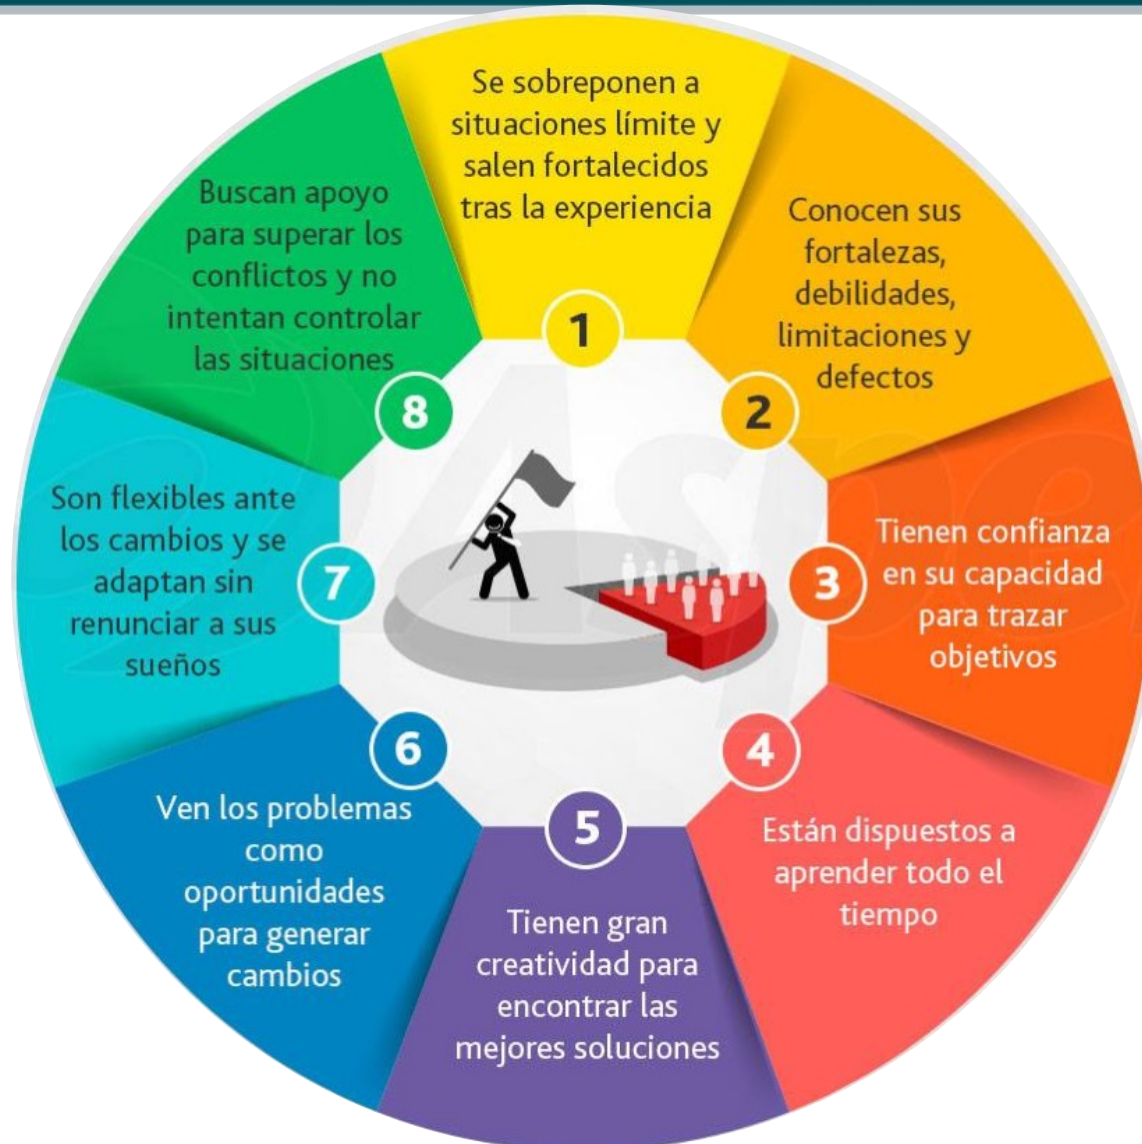 Se sobreponen a
situaciones límite y
salen fortalecidos
tras la experiencia
1
Conocen sus
fortalezas,
debilidades,
limitaciones y
defectos
2
Tienen confianza
en su capacidad
para trazar
objetivos
3
Están dispuestos a
aprender todo el
tiempo
4
Tienen gran
creatividad para
encontrar las
mejores soluciones
5
Ven los problemas
como
oportunidades
para generar
cambios
6
Son flexibles ante
los cambios y se
adaptan sin
renunciar a sus
sueños
7
Buscan apoyo
para superar los
conflictos y no
intentan controlar
las situaciones
8